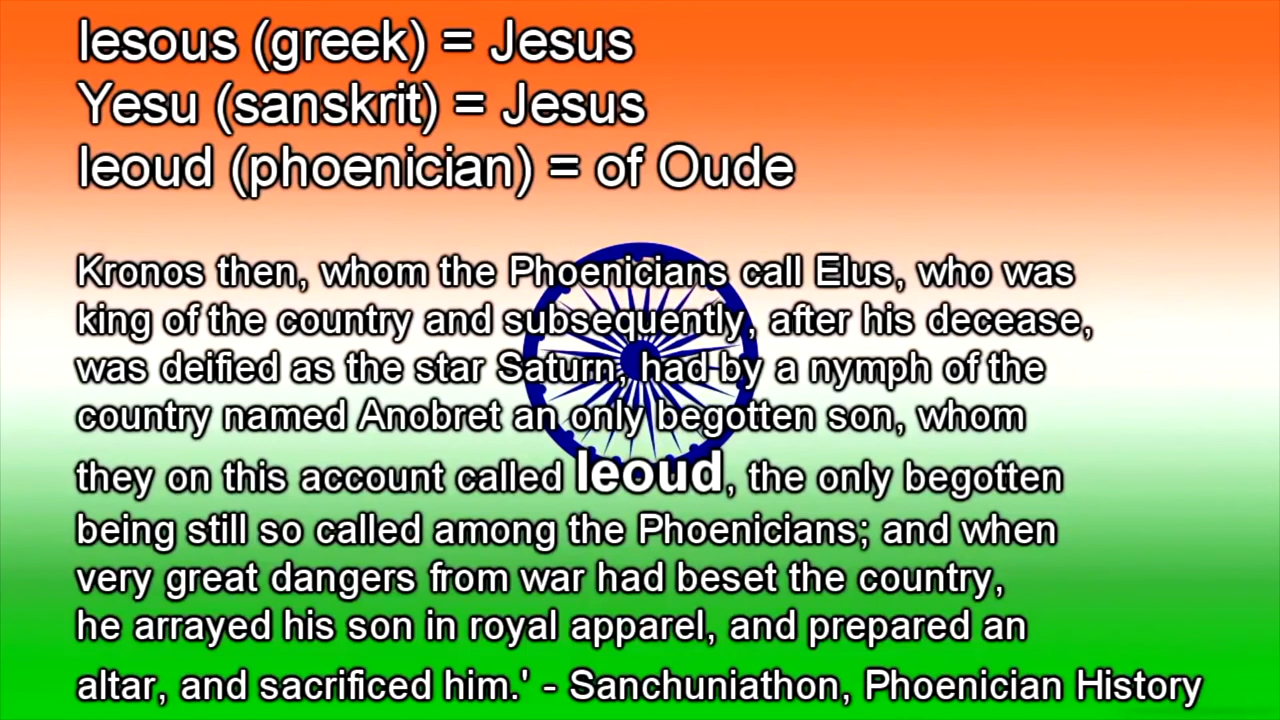 Iesous (greek) = Jesus
Yesu (sanskrit) = Jesus
Ieoud (phoenician) = of Oude
Kronos then, whom the Phoenicians call Elus, who was
king of the country and subsequently, after his decease,
was deified as the star Saturn, had by a nymph of the
country named Anobret an only begotten son, whom
they on this account called Ieoud, the only begotten
being still so called among the Phoenicians; and when
very great dangers from war had beset the country,
he arrayed his son in royal apparel, and prepared an
altar, and sacrificed him.' - Sanchuniathon, Phoenician History